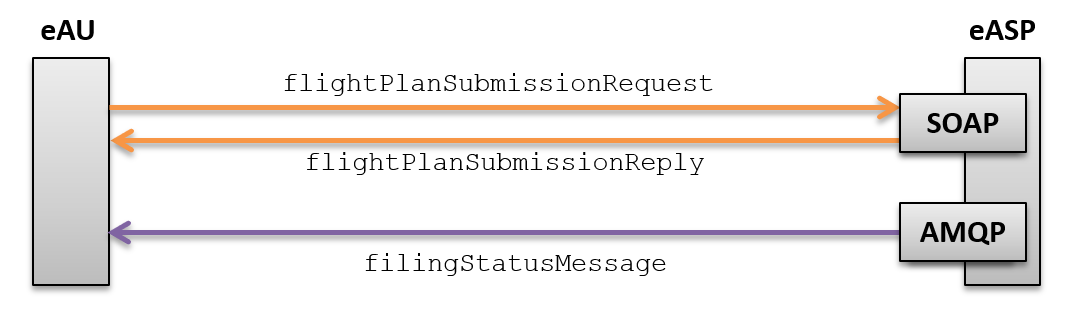 eAU
eASP
flightPlanSubmissionRequest
SOAP
flightPlanSubmissionReply
AMQP
filingStatusMessage